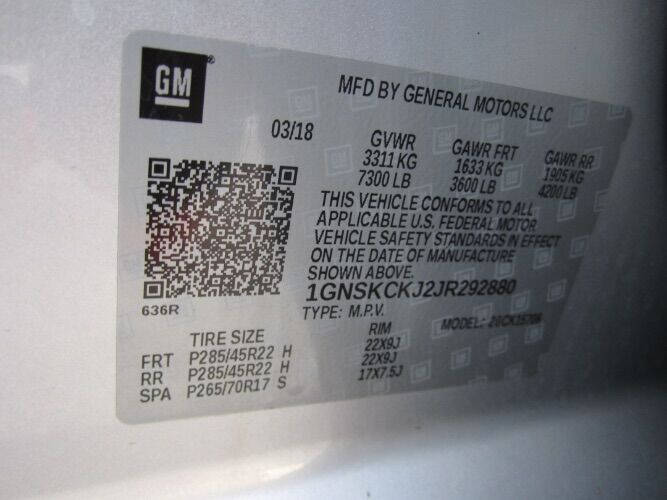 GM
MFD BY GENERAL MOTORS LLC
03/18
GVWR GAWR FRT GAWR RR
3311 KG 1633 KG 1905 KG
7300 LB 3600 LB 4200 LB
THIS VEHICLE CONFORMS TO ALL
APPLICABLE U.S. FEDERAL MOTOR
VEHICLE SAFETY STANDARDS IN EFFECT
ON THE DATE OF MANUFACTURE
SHOWN ABOVE.
1GNSKCKJ2JR292880
636R
TYPE: M.P.V. MODEL:
TIRE SIZE RIM
FRT P285/45R22 H 22X9J
RR P285/45R22 H 22X9J
SPA P265/70R17 S 17X7.5J